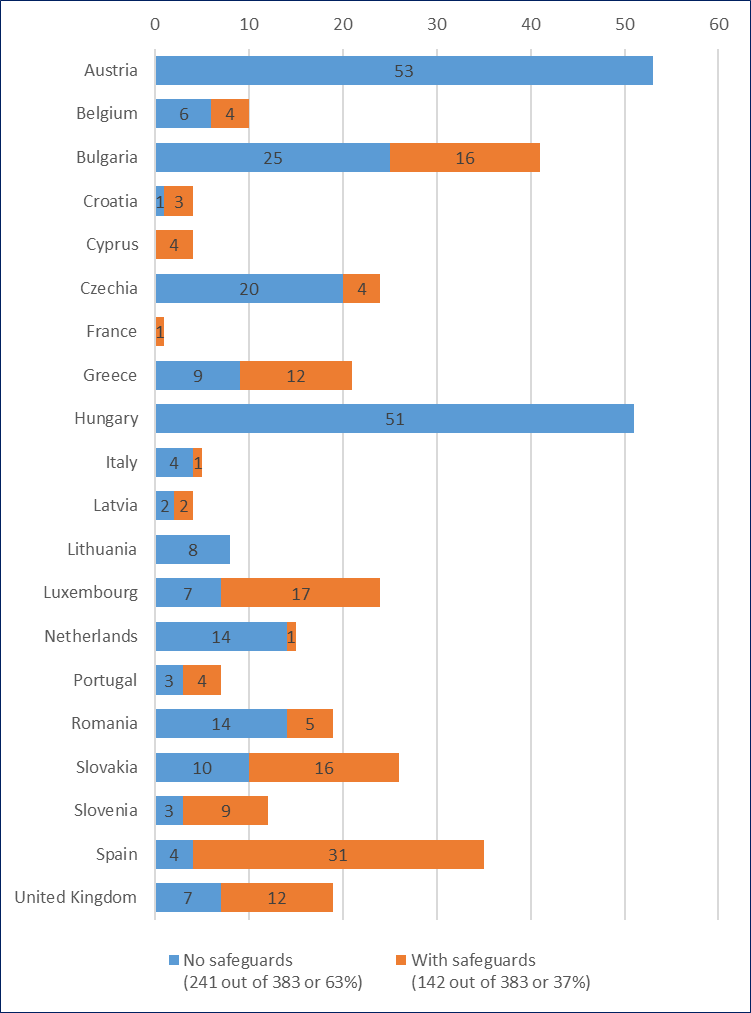 0 10 20 30 40 50 60
Austria 53
Belgium 6 4
Bulgaria 25 16
Croatia 1 3
Cyprus 4
Czechia 20 4
France 1
Greece 9 12
Hungary 51
Italy 4 1
Latvia 2 2
Lithuania 8
Luxembourg 7 17
Netherlands 14 1
Portugal 3 4
Romania 14 5
Slovakia 10 16
Slovenia 3 9
Spain 4 31
United Kingdom 7 12
No safeguards With safeguards
(241 out of 383 or 63%) (142 out of 383 or 37%)